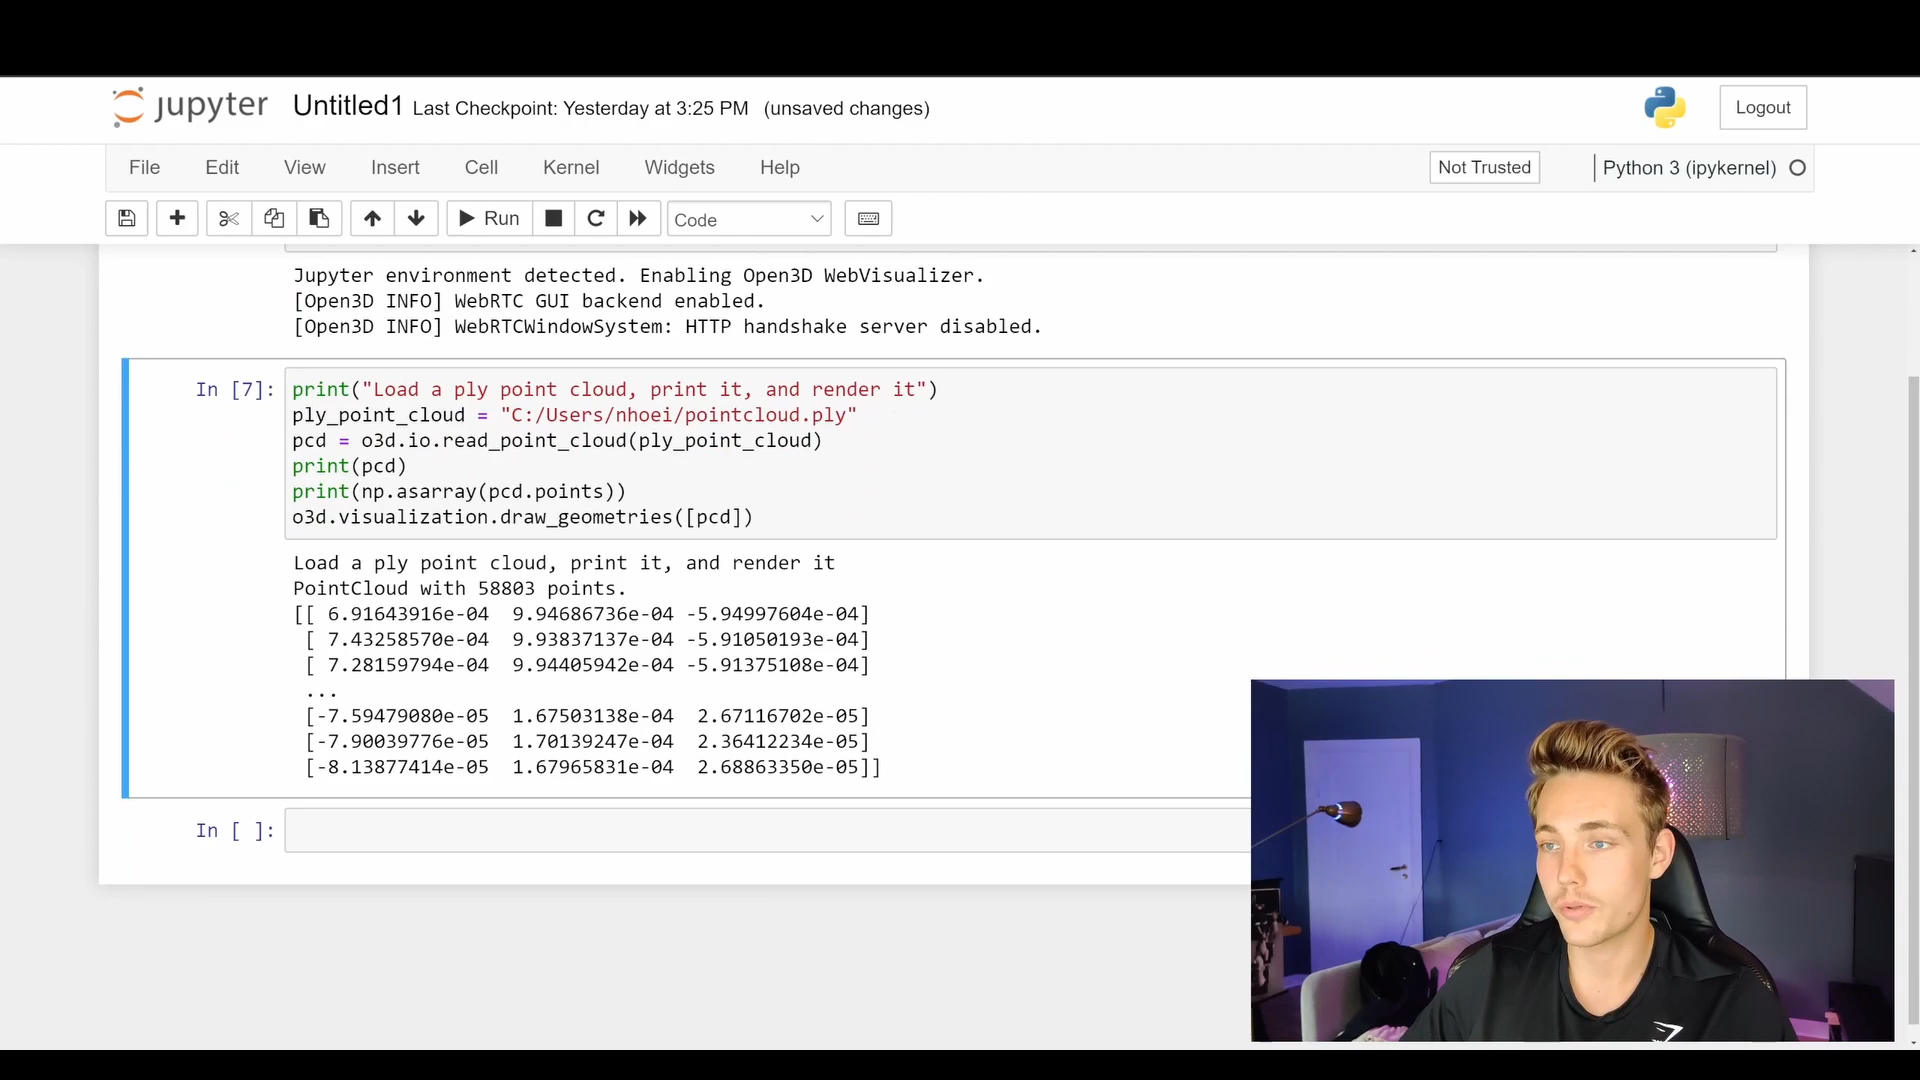 jupyter Untitled1 Last Checkpoint: Yesterday at 3:25 PM (unsaved changes) Logout
File Edit View Insert Cell Kernel Widgets Help Not Trusted Python 3 (ipykernel)
Run Code
Jupyter environment detected. Enabling Open3D WebVisualizer.
[Open3D INFO] WebRTC GUI backend enabled.
[Open3D INFO] WebRTCWindowSystem: HTTP handshake server disabled.
In [7]: print("Load a ply point cloud, print it, and render it")
ply_point_cloud = "C:/Users/nhoei/pointcloud.ply"
pcd = o3d.io.read_point_cloud(ply_point_cloud)
print(pcd)
print(np.asarray(pcd.points))
o3d.visualization.draw_geometries([pcd])
Load a ply point cloud, print it, and render it
PointCloud with 58803 points.
[[ 6.91643916e-04 9.94686736e-04 -5.94997604e-04]
[ 7.43258570e-04 9.93837137e-04 -5.91050193e-04]
[ 7.28159794e-04 9.94405942e-04 -5.91375108e-04]
...
[-7.59479080e-05 1.67503138e-04 2.67116702e-05]
[-7.90039776e-05 1.70139247e-04 2.36412234e-05]
[-8.13877414e-05 1.67965831e-04 2.68863350e-05]]
In [ ]: